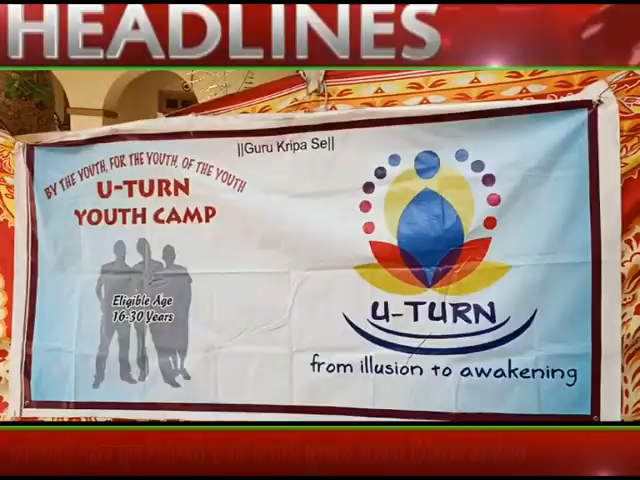 HEADLINES
||Guru Kripa Se||
BY THE YOUTH, FOR THE YOUTH, OF THE YOUTH
U-TURN
YOUTH CAMP
Eligible Age
16-30 Years
U-TURN
from illusion to awakening